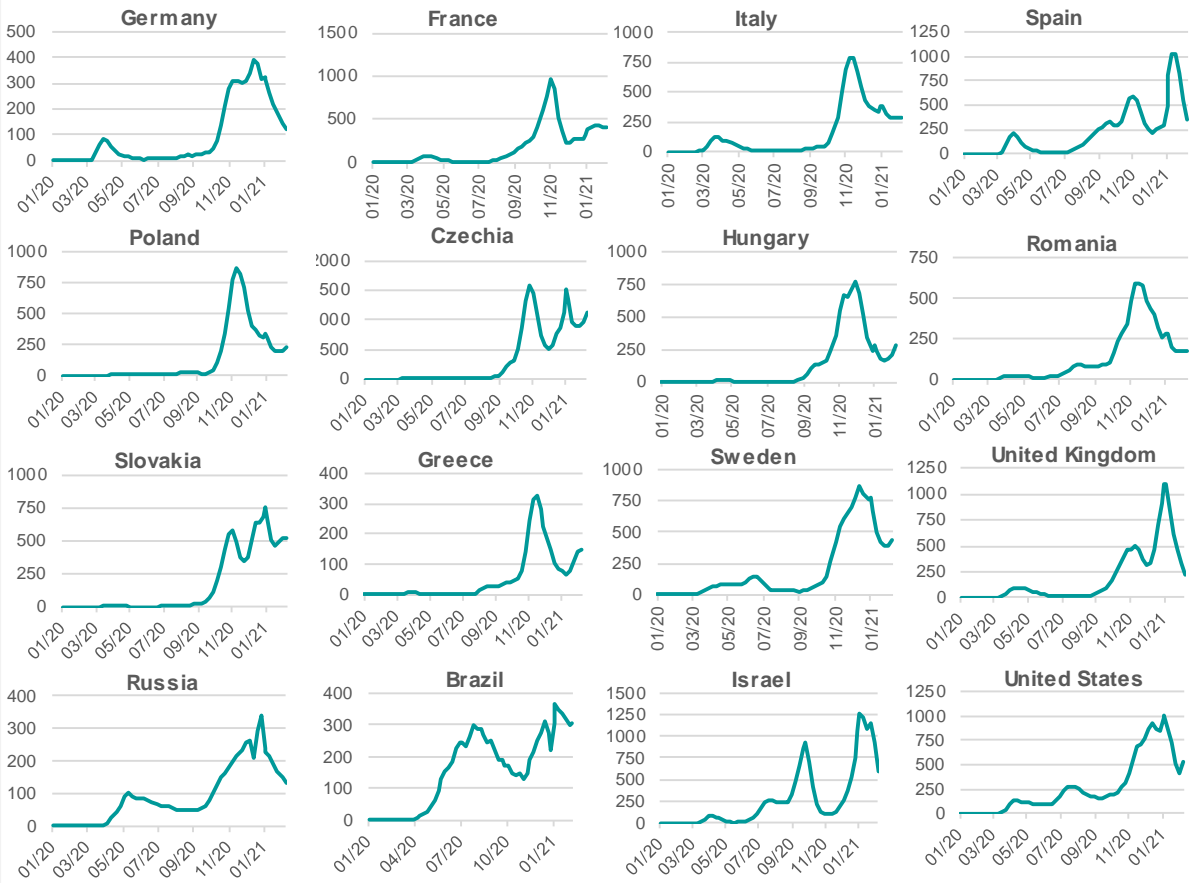 Germany
500
400
300
200
100
0
01/20 03/20 05/20 07/20 09/20 11/20 01/21
France
1500
1000
500
0
01/20 03/20 05/20 07/20 09/20 11/20 01/21
Italy
1000
750
500
250
0
01/20 03/20 05/20 07/20 09/20 11/20 01/21
Spain
1250
1000
750
500
250
0
01/20 03/20 05/20 07/20 09/20 11/20 01/21
Poland
1000
750
500
250
0
01/20 03/20 05/20 07/20 09/20 11/20 01/21
Czechia
2000
500
000
500
0
01/20 03/20 05/20 07/20 09/20 11/20 01/21
Hungary
1000
750
500
250
0
01/20 03/20 05/20 07/20 09/20 11/20 01/21
Romania
750
500
250
0
01/20 03/20 05/20 07/20 09/20 11/20 01/21
Slovakia
1000
750
500
250
0
01/20 03/20 05/20 07/20 09/20 11/20 01/21
Greece
400
300
200
100
0
01/20 03/20 05/20 07/20 09/20 11/20 01/21
Sweden
1000
750
500
250
0
01/20 03/20 05/20 07/20 09/20 11/20 01/21
United Kingdom
1250
1000
750
500
250
0
01/20 03/20 05/20 07/20 09/20 11/20 01/21
Russia
400
300
200
100
0
01/20 03/20 05/20 07/20 09/20 11/20 01/21
Brazil
400
300
200
100
0
01/20 04/20 07/20 10/20 01/21
Israel
1500
1250
1000
750
500
250
0
01/20 03/20 05/20 07/20 09/20 11/20 01/21
United States
1250
1000
750
500
250
0
01/20 03/20 05/20 07/20 09/20 11/20 01/21